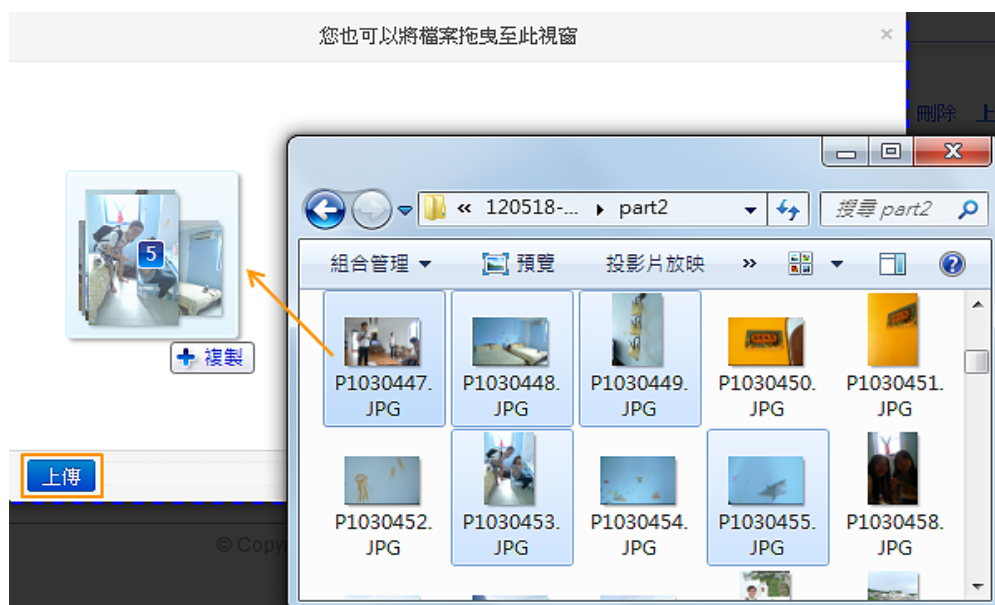 您也可以將檔案拖曳至此視窗
×
刪除 上
« 120518-... part2
搜尋 part2
組合管理 預覽 投影片放映 »
5
複製
P1030447.JPG
P1030448.JPG
P1030449.JPG
P1030450.JPG
P1030451.JPG
上傳
P1030452.JPG
P1030453.JPG
P1030454.JPG
P1030455.JPG
P1030458.JPG
© Copy